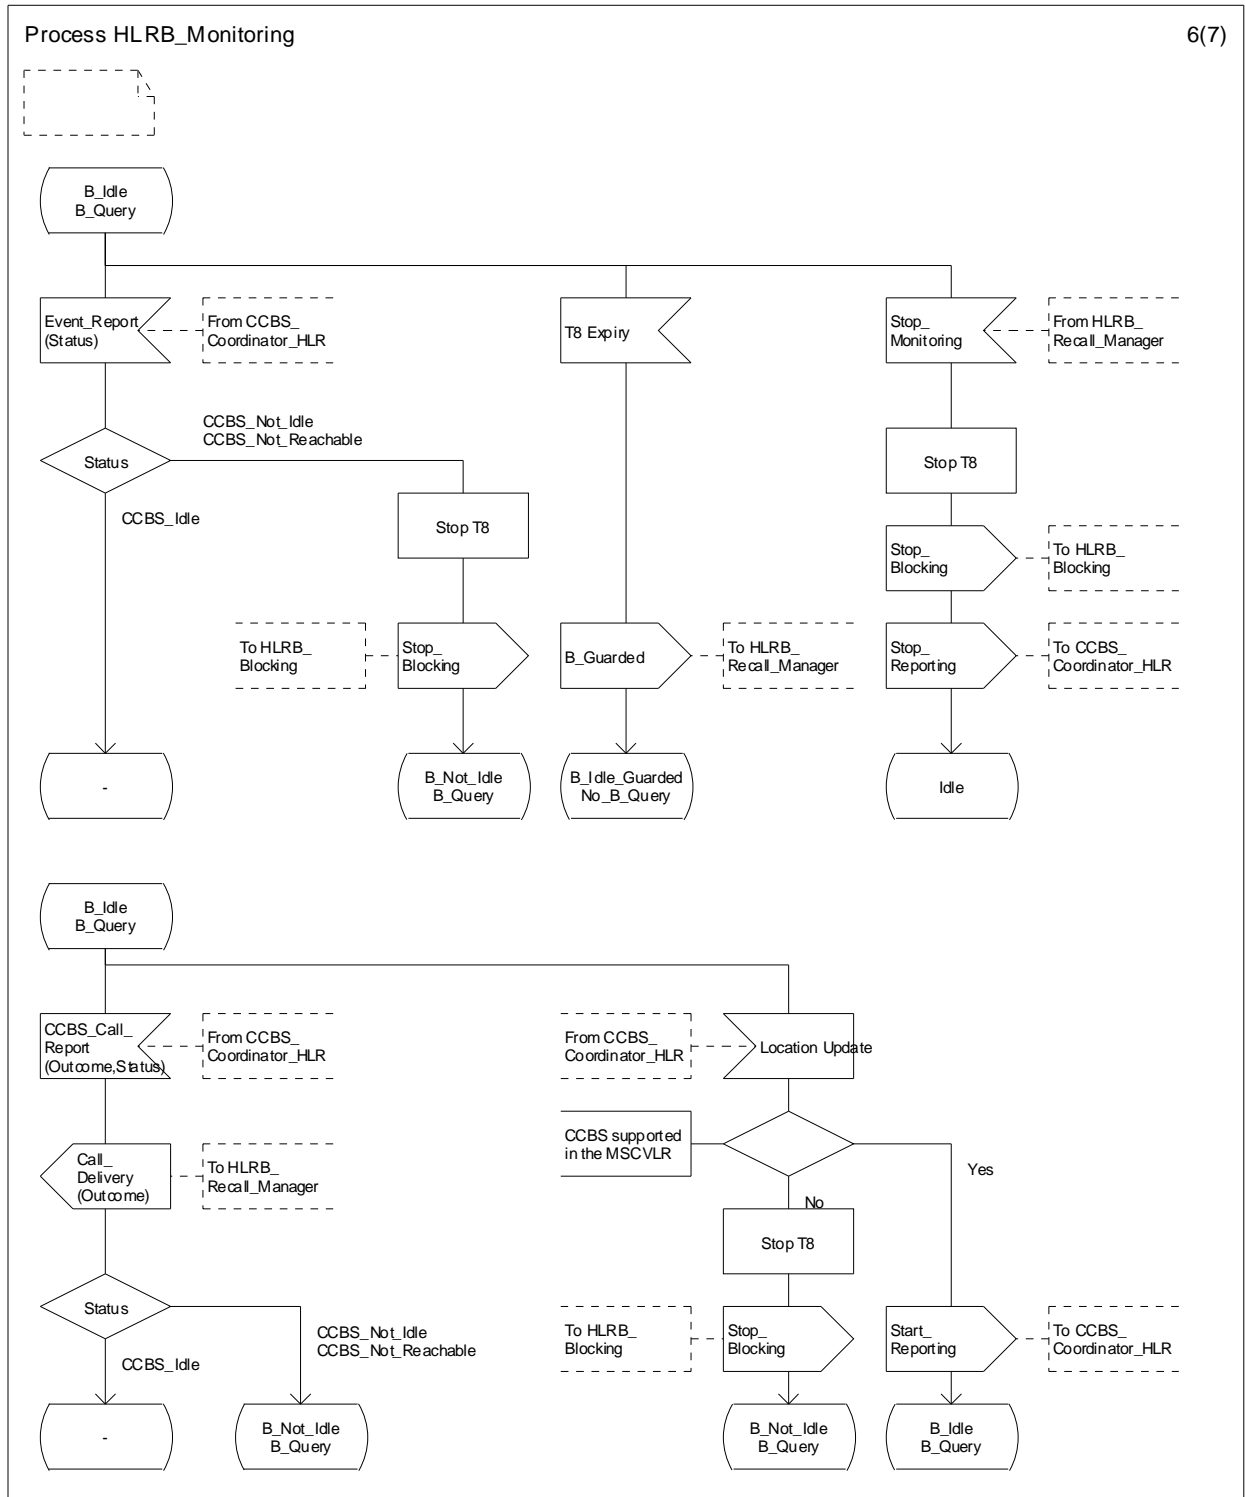 Process HLRB_Monitoring
6(7)
B_Idle
B_Query
Event_Report
(Status)
From CCBS_
Coordinator_HLR
T8 Expiry
Stop_
Monitoring
From HLRB_
Recall_Manager
Status
CCBS_Not_Idle
CCBS_Not_Reachable
CCBS_Idle
Stop T8
Stop T8
Stop_
Blocking
To HLRB_
Blocking
To HLRB_
Blocking
Stop_
Blocking
B_Guarded
To HLRB_
Recall_Manager
Stop_
Reporting
To CCBS_
Coordinator_HLR
-
B_Not_Idle
B_Query
B_Idle_Guarded
No_B_Query
Idle
B_Idle
B_Query
CCBS_Call_
Report
(Outcome,Status)
From CCBS_
Coordinator_HLR
From CCBS_
Coordinator_HLR
Location Update
Call_
Delivery
(Outcome)
To HLRB_
Recall_Manager
CCBS supported
in the MSCVLR
Yes
No
Stop T8
Status
CCBS_Not_Idle
CCBS_Not_Reachable
CCBS_Idle
To HLRB_
Blocking
Stop_
Blocking
Start_
Reporting
To CCBS_
Coordinator_HLR
-
B_Not_Idle
B_Query
B_Not_Idle
B_Query
B_Idle
B_Query